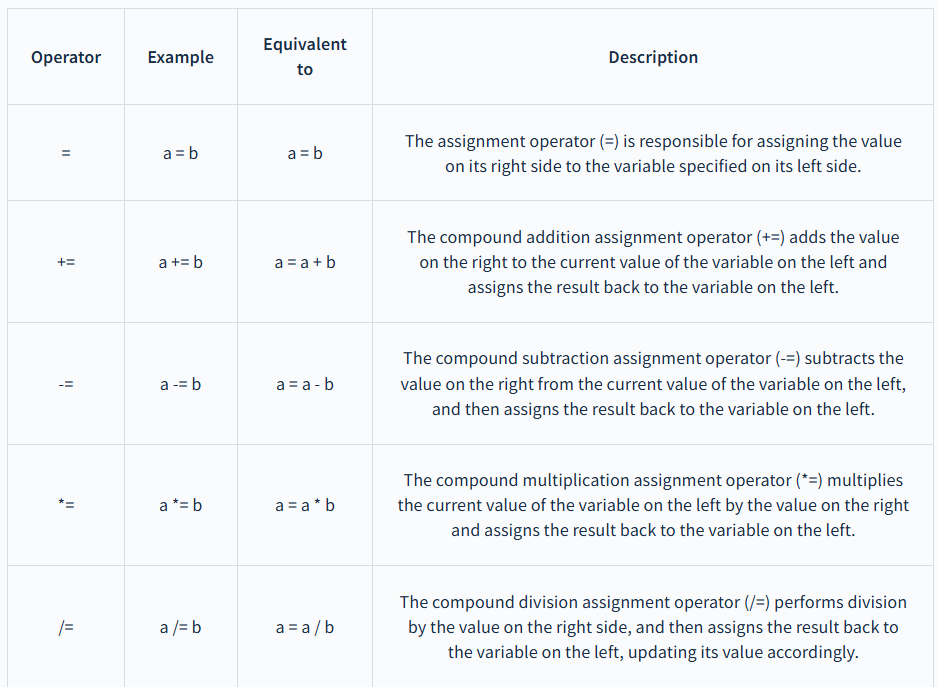 Operator Example Equivalent to Description
= a = b a = b The assignment operator (=) is responsible for assigning the value
on its right side to the variable specified on its left side.
+= a += b a = a + b The compound addition assignment operator (+=) adds the value
on the right to the current value of the variable on the left and
assigns the result back to the variable on the left.
-= a -= b a = a - b The compound subtraction assignment operator (-=) subtracts the
value on the right from the current value of the variable on the left,
and then assigns the result back to the variable on the left.
*= a *= b a = a * b The compound multiplication assignment operator (*=) multiplies
the current value of the variable on the left by the value on the right
and assigns the result back to the variable on the left.
/= a /= b a = a / b The compound division assignment operator (/=) performs division
by the value on the right side, and then assigns the result back to
the variable on the left, updating its value accordingly.